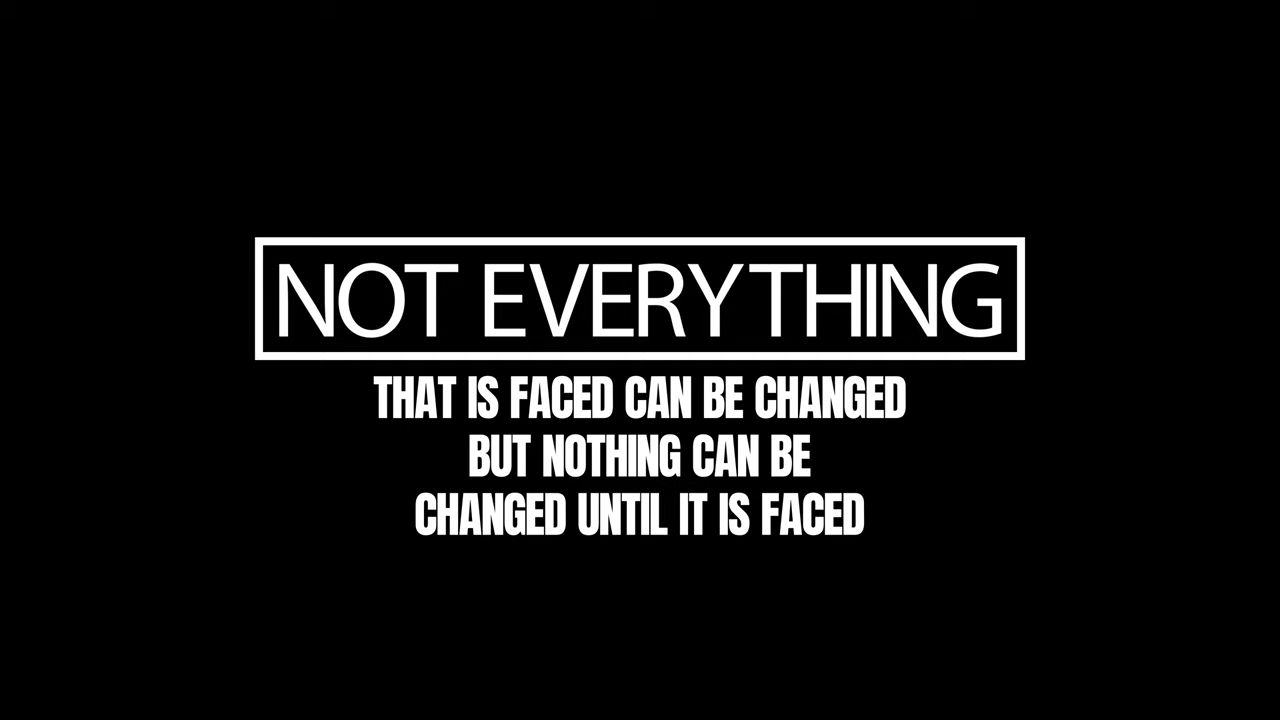 NOT EVERYTHING
THAT IS FACED CAN BE CHANGED
BUT NOTHING CAN BE
CHANGED UNTIL IT IS FACED